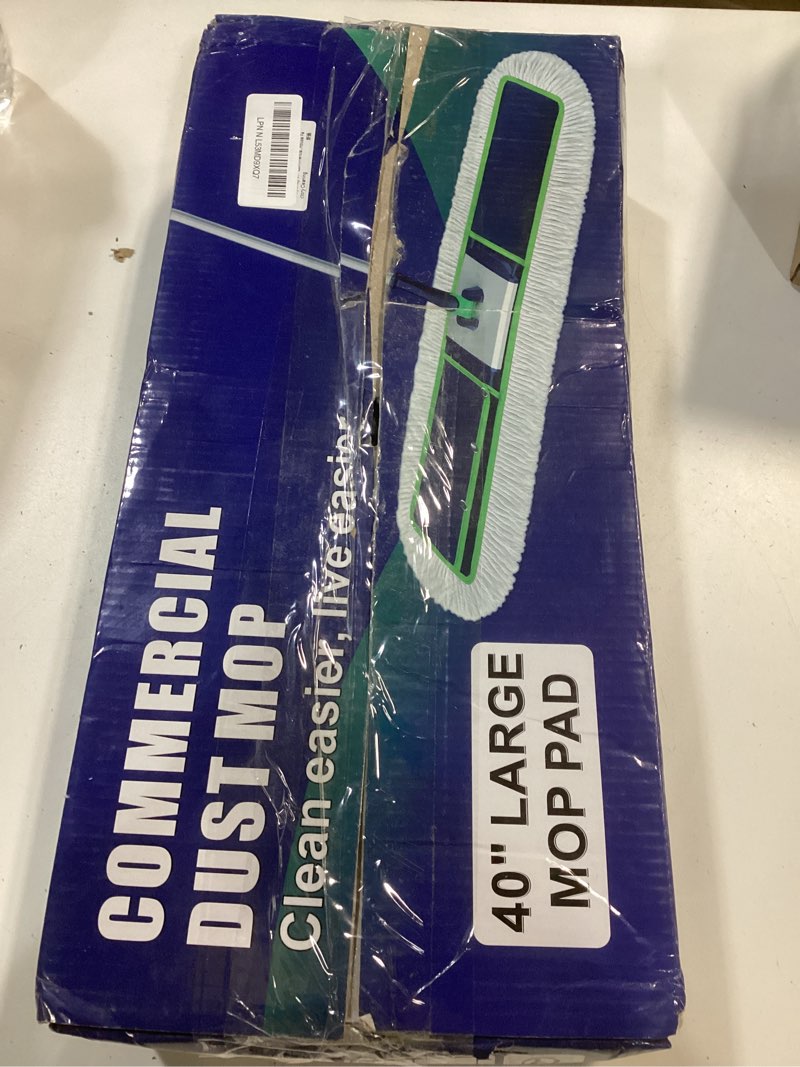 COMMERCIAL
DUST MOP
Clean easier, live easier
40" LARGE
MOP PAD